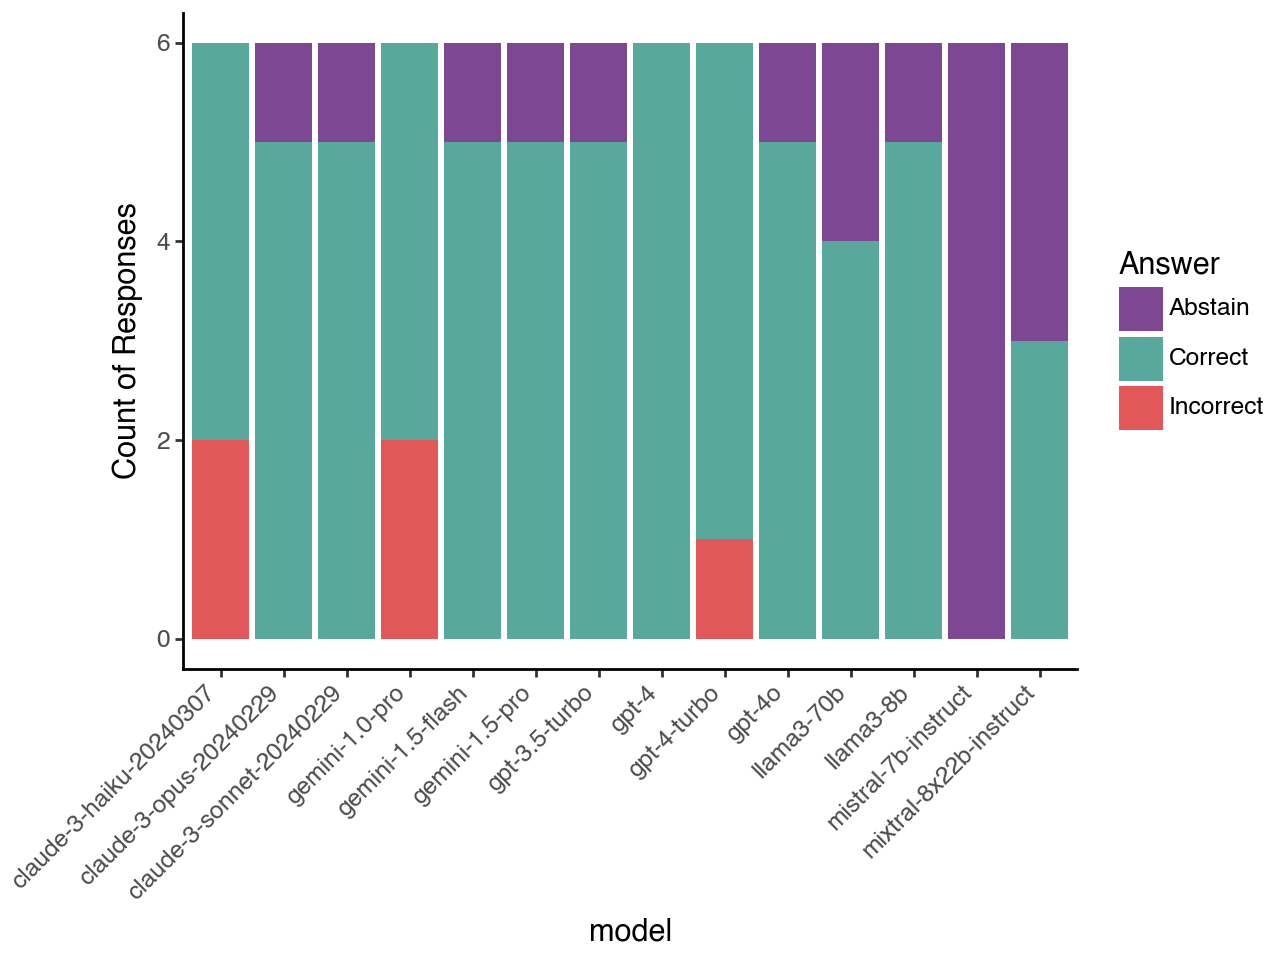 6
4
2
0
Count of Responses
claude-3-haiku-20240307
claude-3-opus-20240229
claude-3-sonnet-20240229
gemini-1.0-pro
gemini-1.5-flash
gemini-1.5-pro
gpt-3.5-turbo
gpt-4
gpt-4-turbo
gpt-4o
llama3-70b
llama3-8b
mistral-7b-instruct
mixtral-8x22b-instruct
model
Answer
Abstain
Correct
Incorrect